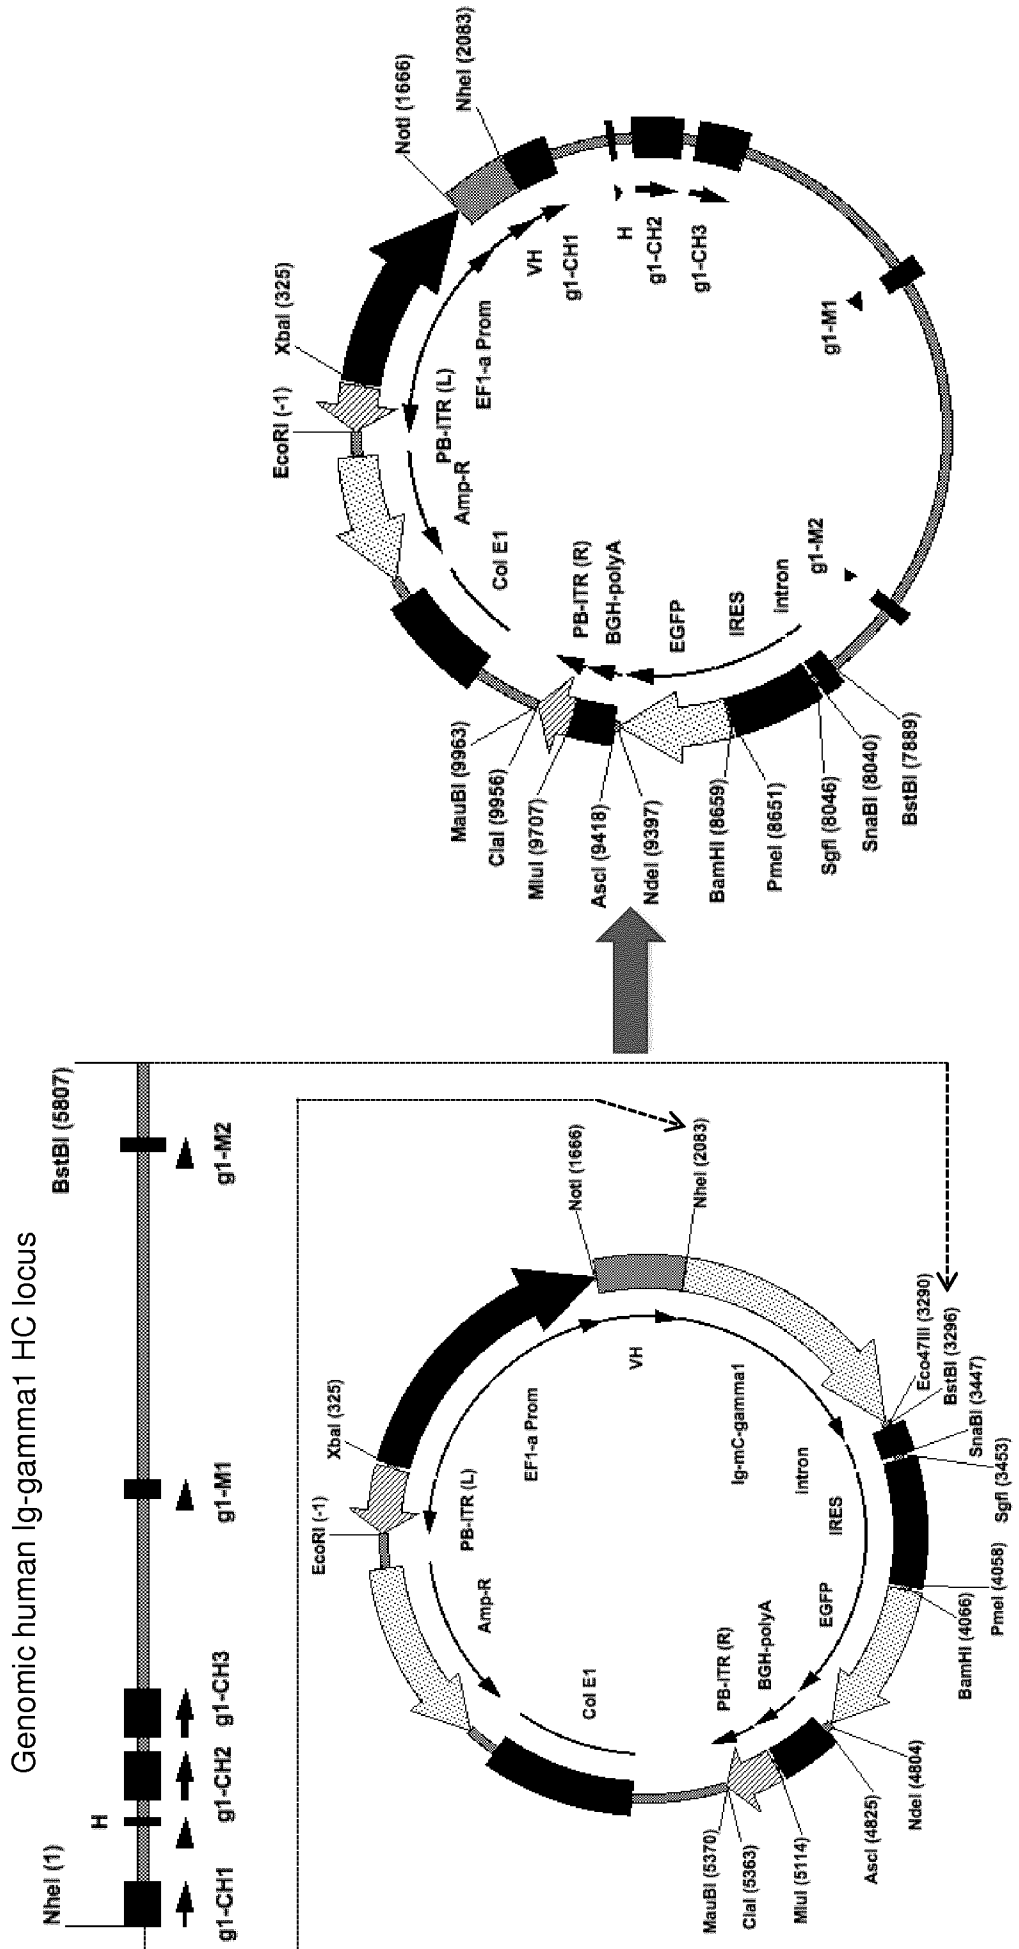 Genomic human Ig-gamma1 HC locus
NheI (1)
BstBI (5807)
H
g1-CH1
g1-CH2
g1-CH3
g1-M1
g1-M2
EcoRI (-1)
XbaI (325)
NotI (1666)
NheI (2083)
Eco47III (3290)
BstBI (3296)
SnaBI (3447)
SgfI (3453)
PmeI (4058)
BamHI (4066)
NdeI (4804)
AscI (4825)
MluI (5114)
ClaI (5363)
MauBI (5370)
PB-ITR (L)
EF1-a Prom
VH
Ig-mC-gamma1
intron
IRES
EGFP
BGH-polyA
PB-ITR (R)
Col E1
Amp-R
EcoRI (-1)
XbaI (325)
NotI (1666)
NheI (2083)
BstBI (7889)
SnaBI (8040)
SgfI (8046)
PmeI (8651)
BamHI (8659)
NdeI (9397)
AscI (9418)
MluI (9707)
ClaI (9956)
MauBI (9963)
PB-ITR (L)
EF1-a Prom
VH
g1-CH1
H
g1-CH2
g1-CH3
g1-M1
g1-M2
intron
IRES
EGFP
BGH-polyA
PB-ITR (R)
Col E1
Amp-R